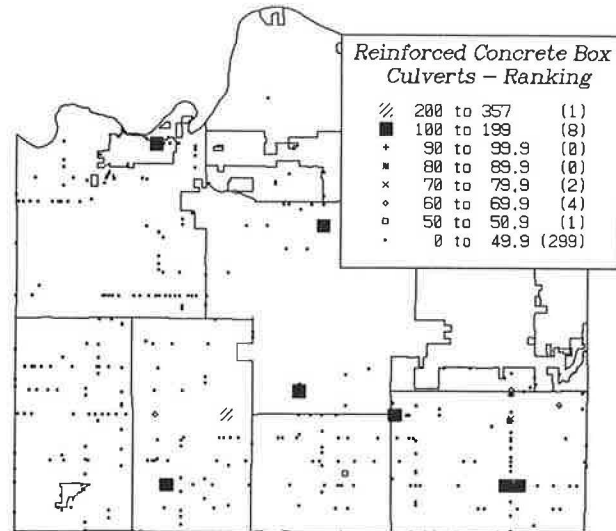 Reinforced Concrete Box
Culverts - Ranking
200 to 357 (1)
100 to 199 (8)
90 to 99.9 (0)
80 to 89.9 (0)
70 to 79.9 (2)
60 to 69.9 (4)
50 to 50.9 (1)
0 to 49.9 (299)